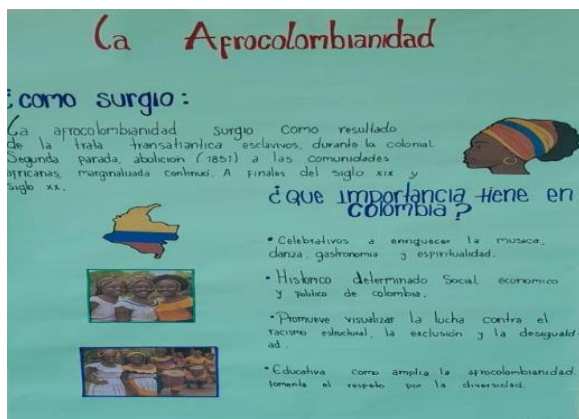 La Afrocolombianidad
¿como surgio:
La afrocolombianidad surgio como resultado
de la trata transatlantica esclavivos, durante la colonial.
Segunda parada, abolicion (1851) a las comunidades
africanas, marginalizada continuó. A finales del siglo xix y
siglo xx.
¿que importancia tiene en
colombia?
• Celebrativos a enriquecer la musica,
danza, gastronomia y espiritualidad.
• Historico determinado Social, economico
y politico de colombia.
• Promueve visualizar la lucha contra el
racismo estructural, la exclusión y la desiguald-
ad.
• Educativa como amplia la afrocolombianidad.
fomenta el respeto por la diversidad.